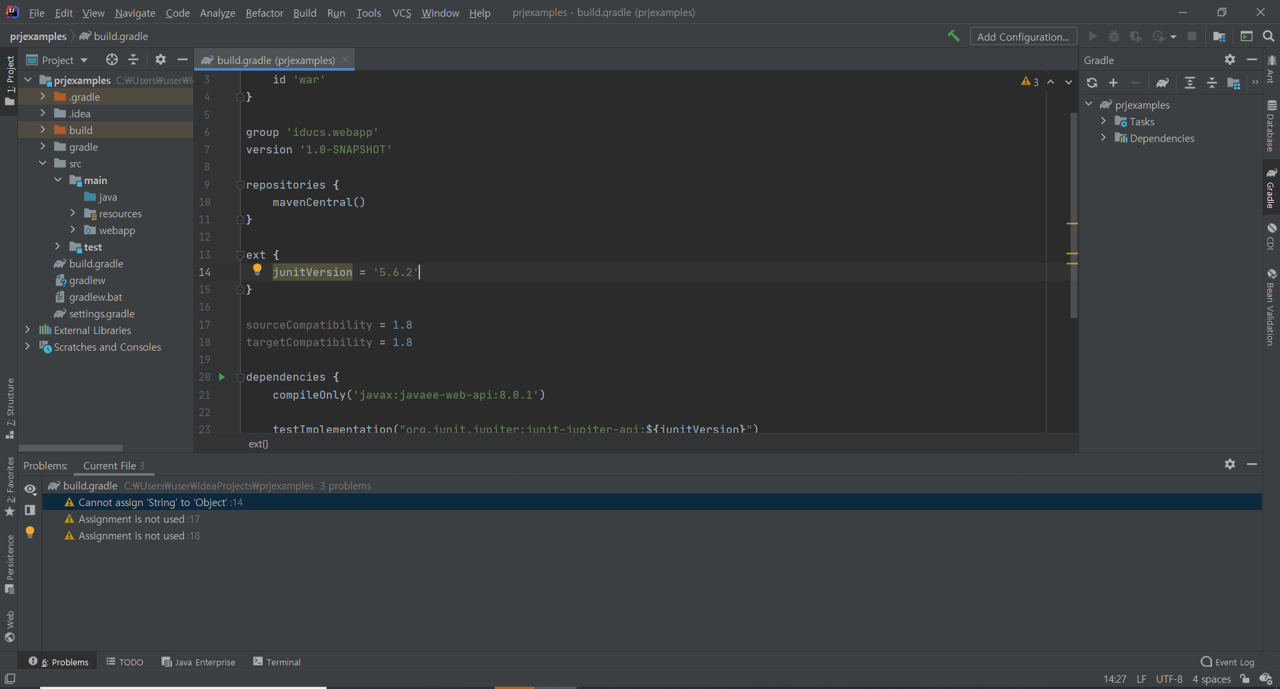 File Edit View Navigate Code Analyze Refactor Build Run Tools VCS Window Help prjexamples - build.gradle (prjexamples)
prjexamples build.gradle Add Configuration...
1: Project
Project
prjexamples C:₩Users₩user₩I
.gradle
.idea
build
gradle
src
main
java
resources
webapp
test
build.gradle
gradlew
gradlew.bat
settings.gradle
External Libraries
Scratches and Consoles
7: Structure
2: Favorites
Persistence
Web
build.gradle (prjexamples)
3 id 'war'
4 }
5
6 group 'iducs.webapp'
7 version '1.0-SNAPSHOT'
8
9 repositories {
10 mavenCentral()
11 }
12
13 ext {
14 junitVersion = '5.6.2'
15 }
16
17 sourceCompatibility = 1.8
18 targetCompatibility = 1.8
19
20 dependencies {
21 compileOnly('javax:javaee-web-api:8.0.1')
22
23 testImplementation("org.junit.jupiter:junit-jupiter-api:${junitVersion}")
ext{}
3
Gradle
prjexamples
Tasks
Dependencies
Ant
Database
Gradle
CDI
Bean Validation
Problems: Current File 3
build.gradle C:₩Users₩user₩IdeaProjects₩prjexamples 3 problems
Cannot assign 'String' to 'Object' :14
Assignment is not used :17
Assignment is not used :18
6: Problems TODO Java Enterprise Terminal Event Log
14:27 LF UTF-8 4 spaces